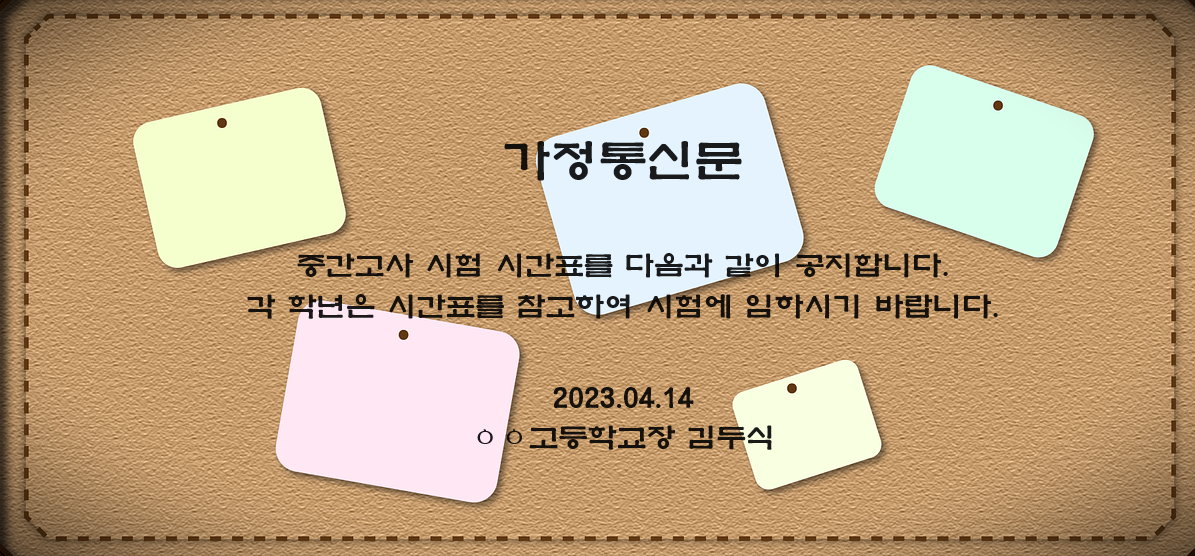 가정통신문
중간고사 시험 시간표를 다음과 같이 공지합니다.
각 학년은 시간표를 참고하여 시험에 임하시기 바랍니다.
2023.04.14
ㅇㅇ고등학교장 김두식